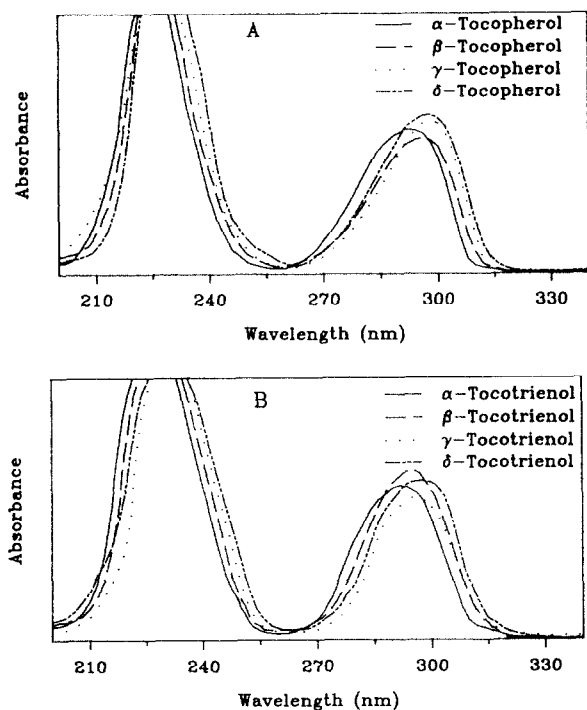 A
α-Tocopherol
β-Tocopherol
γ-Tocopherol
δ-Tocopherol
Absorbance
210 240 270 300 330
Wavelength (nm)
B
α-Tocotrienol
β-Tocotrienol
γ-Tocotrienol
δ-Tocotrienol
Absorbance
210 240 270 300 330
Wavelength (nm)